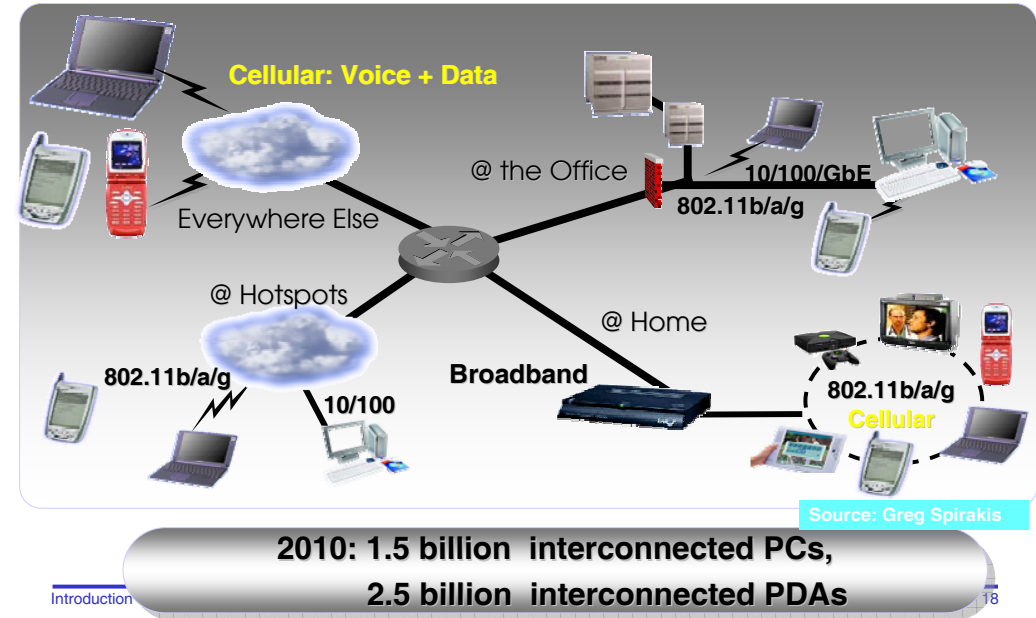 Cellular: Voice + Data
@ the Office
10/100/GbE
802.11b/a/g
Everywhere Else
@ Hotspots
@ Home
802.11b/a/g
10/100
Broadband
802.11b/a/g
Cellular
Source: Greg Spirakis
2010: 1.5 billion interconnected PCs,
2.5 billion interconnected PDAs
Introduction
18